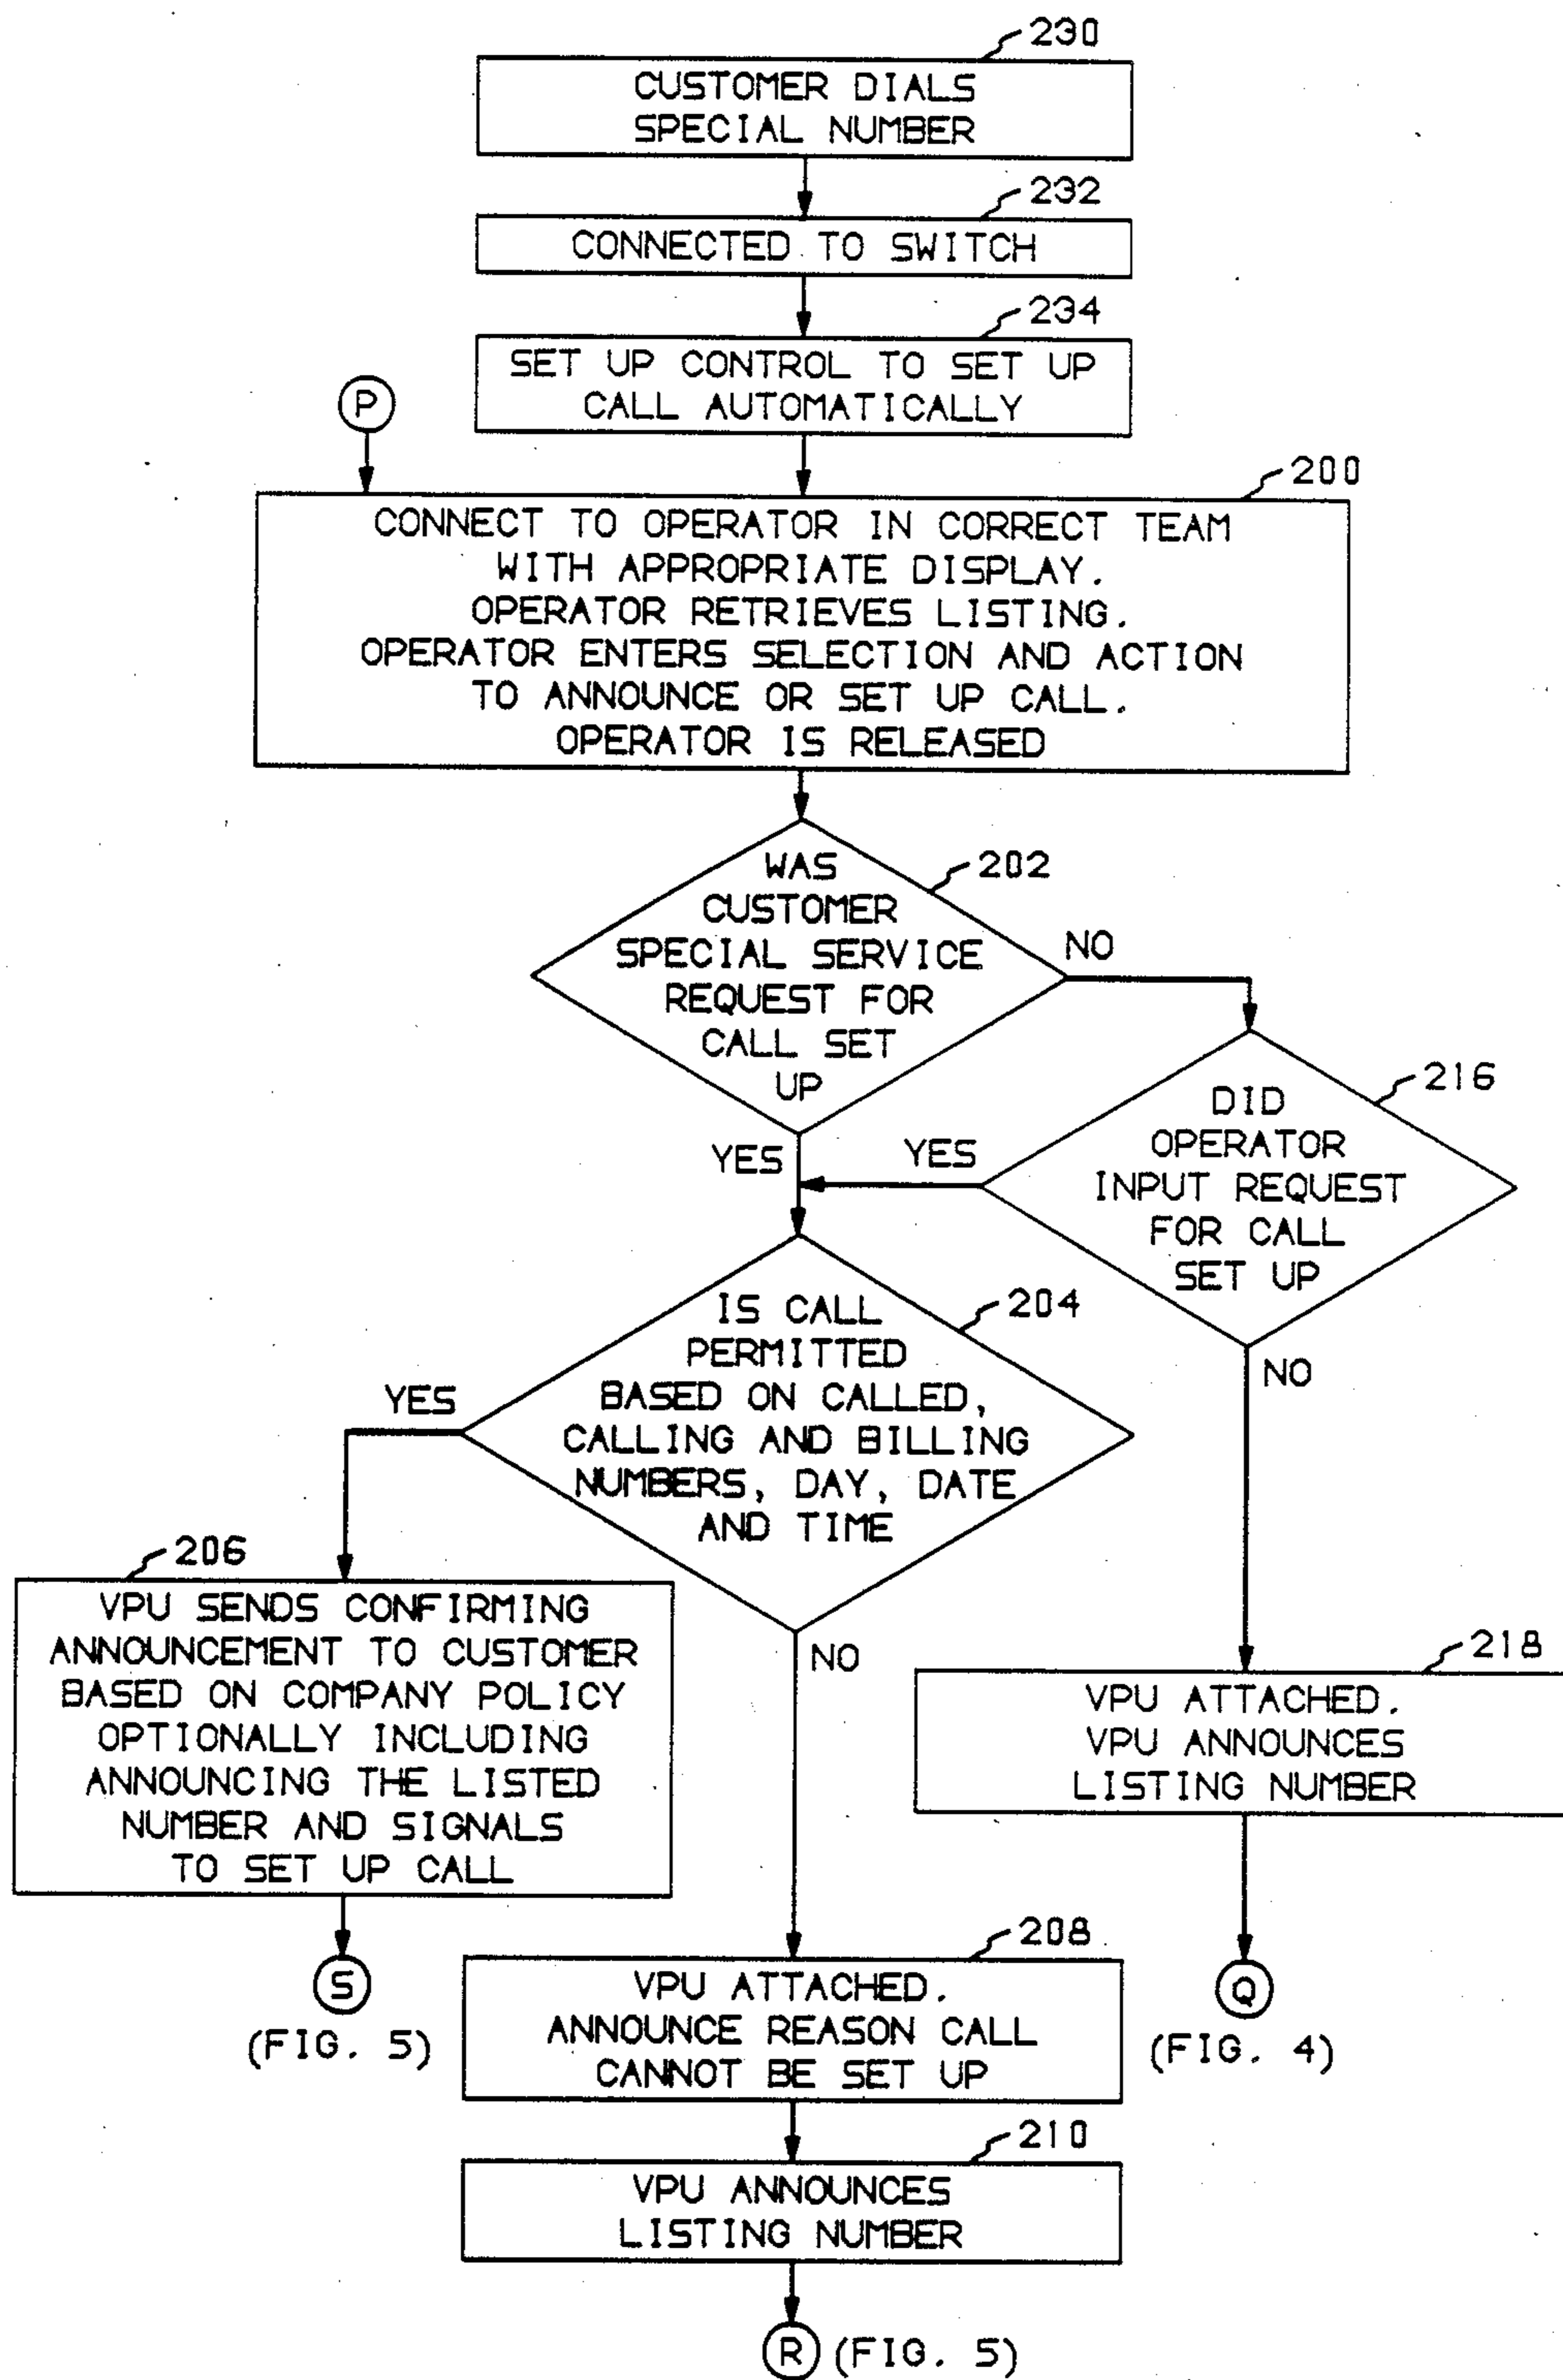 230
CUSTOMER DIALS
SPECIAL NUMBER
232
CONNECTED TO SWITCH
234
SET UP CONTROL TO SET UP
CALL AUTOMATICALLY
P
200
CONNECT TO OPERATOR IN CORRECT TEAM
WITH APPROPRIATE DISPLAY.
OPERATOR RETRIEVES LISTING.
OPERATOR ENTERS SELECTION AND ACTION
TO ANNOUNCE OR SET UP CALL.
OPERATOR IS RELEASED
202
WAS
CUSTOMER
SPECIAL SERVICE
REQUEST FOR
CALL SET
UP
NO
YES
216
DID
OPERATOR
INPUT REQUEST
FOR CALL
SET UP
YES
NO
204
IS CALL
PERMITTED
BASED ON CALLED,
CALLING AND BILLING
NUMBERS, DAY, DATE
AND TIME
YES
NO
206
VPU SENDS CONFIRMING
ANNOUNCEMENT TO CUSTOMER
BASED ON COMPANY POLICY
OPTIONALLY INCLUDING
ANNOUNCING THE LISTED
NUMBER AND SIGNALS
TO SET UP CALL
S
(FIG. 5)
218
VPU ATTACHED.
VPU ANNOUNCES
LISTING NUMBER
Q
(FIG. 4)
208
VPU ATTACHED.
ANNOUNCE REASON CALL
CANNOT BE SET UP
210
VPU ANNOUNCES
LISTING NUMBER
R (FIG. 5)